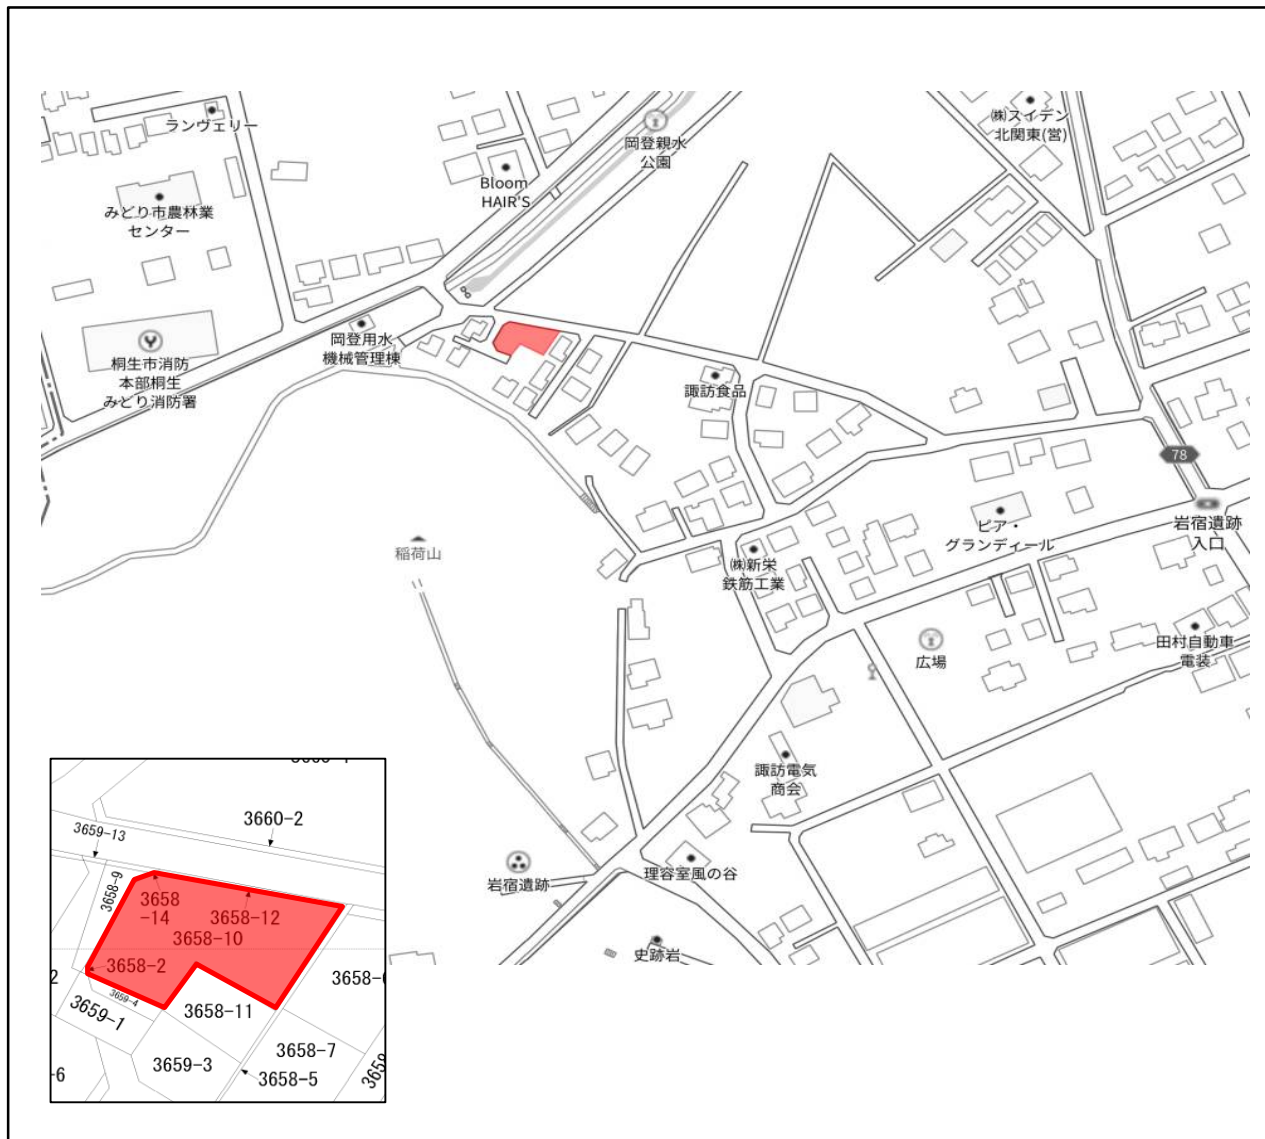 ㈱スイデン
北関東(営)
ランヴェリー
岡登親水
公園
Bloom
HAIR'S
みどり市農林業
センター
岡登用水
機械管理棟
桐生市消防
本部桐生
みどり消防署
諏訪食品
78
岩宿遺跡
入口
ピア・
グランディール
稲荷山
㈱新栄
鉄筋工業
広場
田村自動車
電装
諏訪電気
商会
理容室風の谷
岩宿遺跡
史跡岩
3660-2
3659-13
3658-9
3658
-14
3658-12
3658-10
3658-2
3659-4
3659-1
3658-11
3659-3
3658-7
3658-5
-6